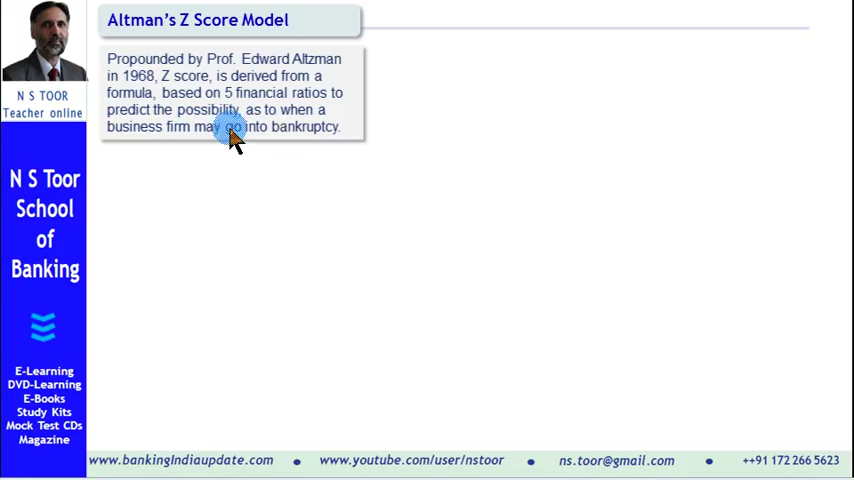 Altman's Z Score Model
Propounded by Prof. Edward Altzman
in 1968, Z score, is derived from a
formula, based on 5 financial ratios to
predict the possibility, as to when a
business firm may go into bankruptcy.
N S TOOR
Teacher online
N S Toor
School
of
Banking
E-Learning
DVD-Learning
E-Books
Study Kits
Mock Test CDs
Magazine
www.bankingIndiaupdate.com • www.youtube.com/user/nstoor • ns.toor@gmail.com • ++91 172 266 5623